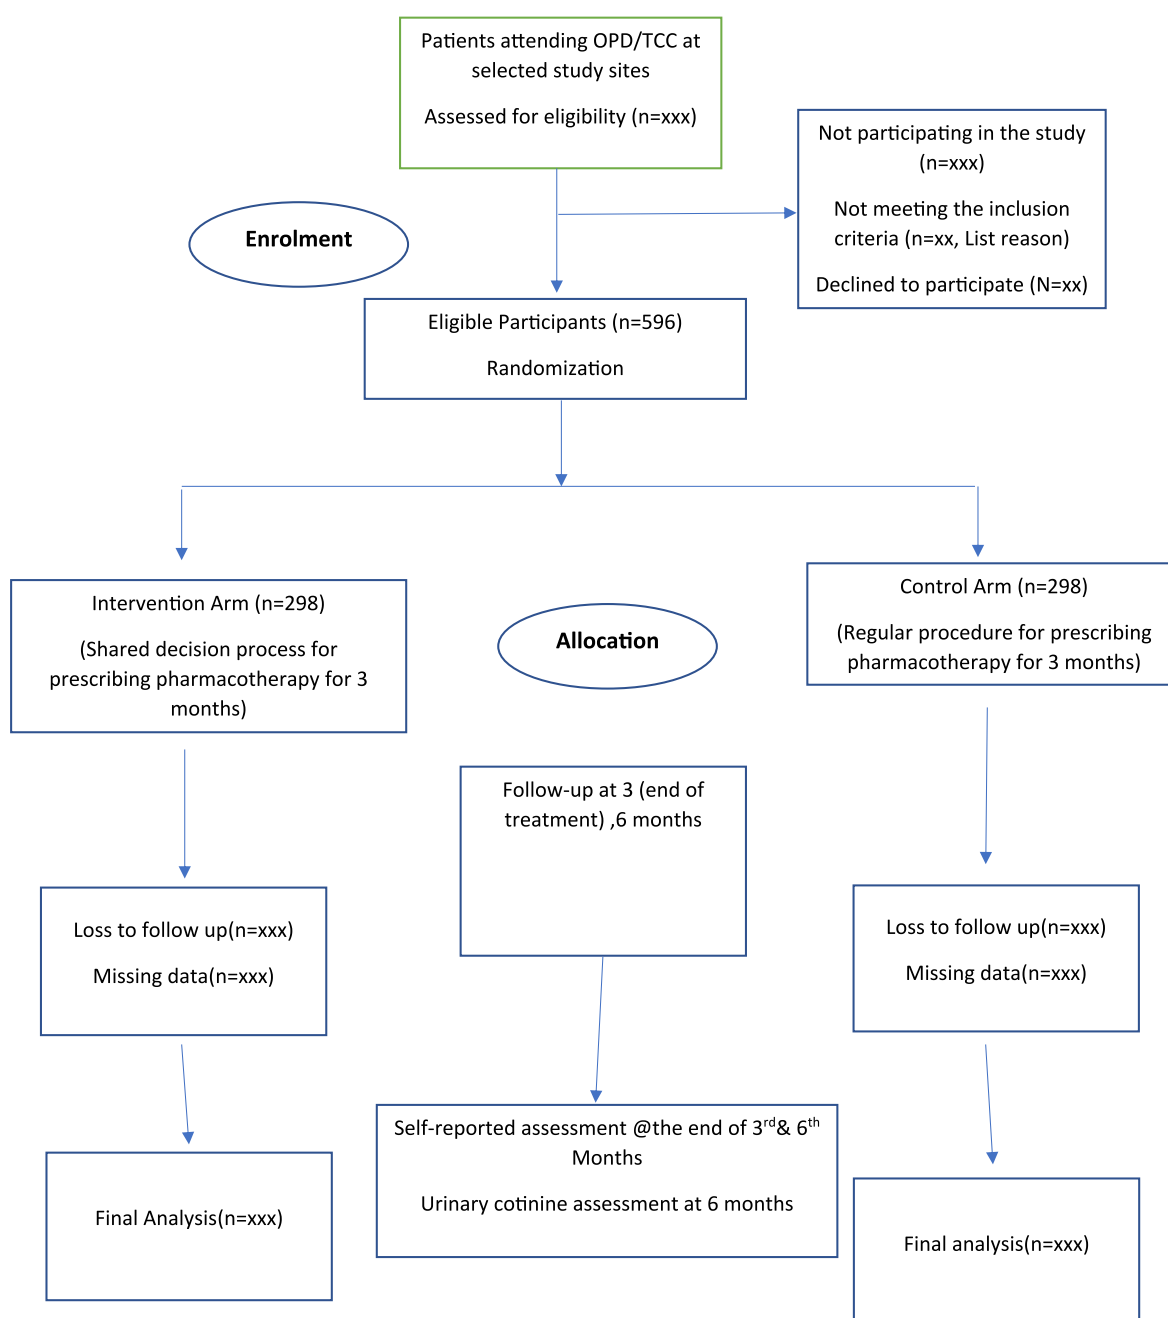 Patients attending OPD/TCC at
selected study sites
Assessed for eligibility (n=xxx)
Not participating in the study
(n=xxx)
Not meeting the inclusion
criteria (n=xx, List reason)
Declined to participate (N=xx)
Enrolment
Eligible Participants (n=596)
Randomization
Intervention Arm (n=298)
(Shared decision process for
prescribing pharmacotherapy for 3
months)
Allocation
Control Arm (n=298)
(Regular procedure for prescribing
pharmacotherapy for 3 months)
Follow-up at 3 (end of
treatment) ,6 months
Loss to follow up(n=xxx)
Missing data(n=xxx)
Loss to follow up(n=xxx)
Missing data(n=xxx)
Self-reported assessment @the end of 3rd& 6th
Months
Urinary cotinine assessment at 6 months
Final Analysis(n=xxx)
Final analysis(n=xxx)